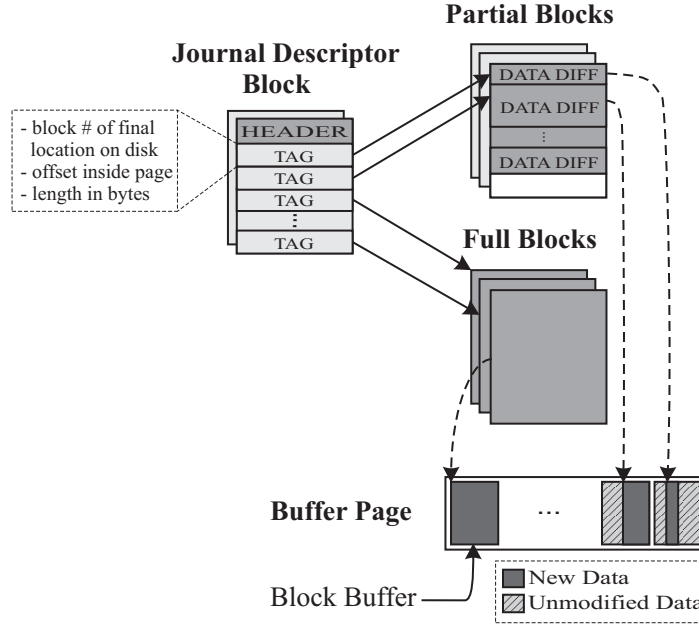 Partial Blocks
Journal Descriptor
Block
DATA DIFF
DATA DIFF
⋮
DATA DIFF
- block # of final
location on disk
- offset inside page
- length in bytes
HEADER
TAG
TAG
TAG
⋮
TAG
Full Blocks
Buffer Page
...
Block Buffer
New Data
Unmodified Data